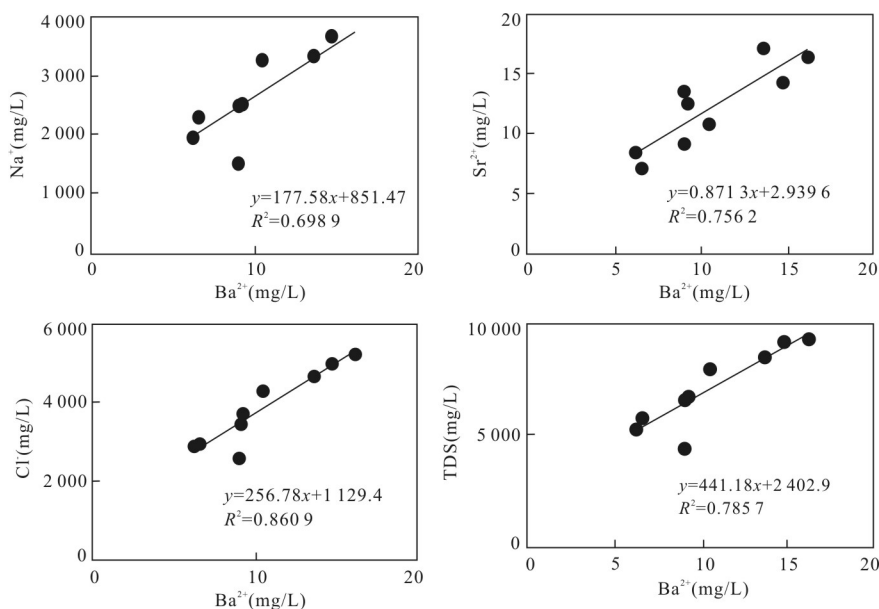 4 000
3 000
2 000
1 000
0
Na⁺(mg/L)
y=177.58x+851.47
R²=0.698 9
0
10
20
Ba²⁺(mg/L)
20
15
10
5
0
Sr²⁺(mg/L)
y=0.871 3x+2.939 6
R²=0.756 2
5
10
15
20
Ba²⁺(mg/L)
6 000
4 000
2 000
0
Cl⁻(mg/L)
y=256.78x+1 129.4
R²=0.860 9
0
10
20
Ba²⁺(mg/L)
10 000
5 000
0
TDS(mg/L)
y=441.18x+2 402.9
R²=0.785 7
5
10
15
20
Ba²⁺(mg/L)